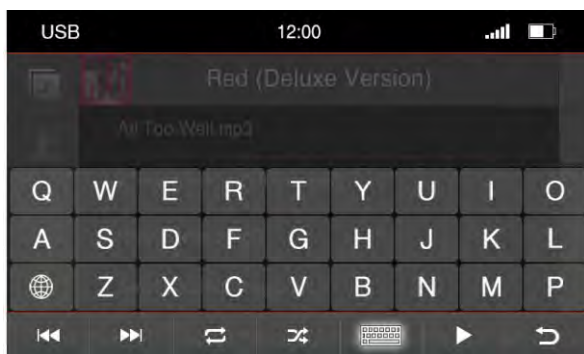 USB 12:00
Red (Deluxe Version)
All Too Well.mp3
Q W E R T Y U I O
A S D F G H J K L
Z X C V B N M P